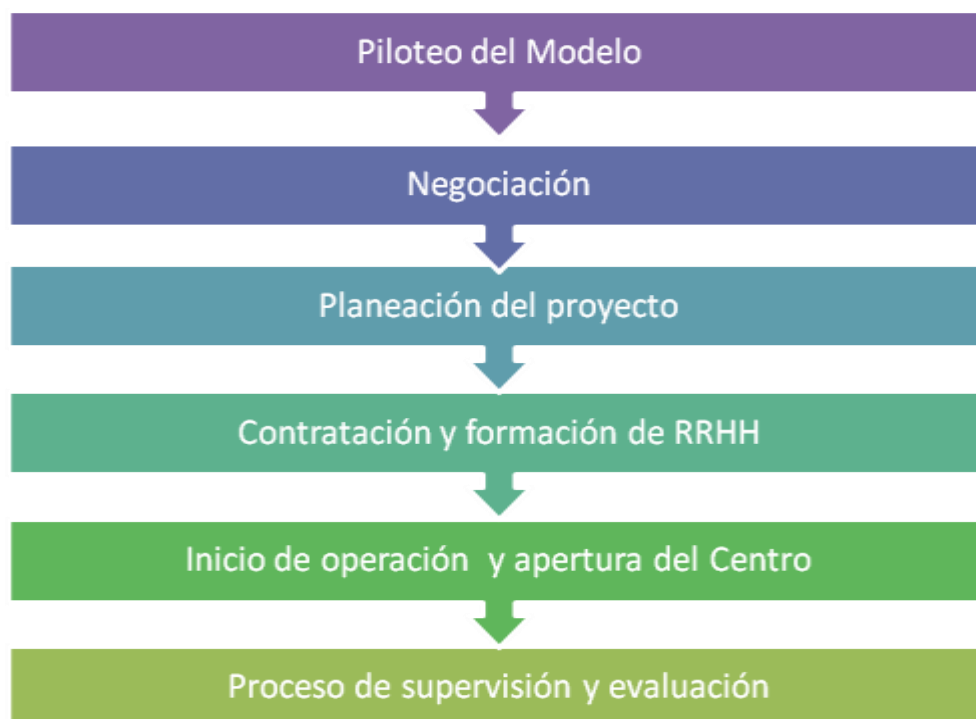 Piloteo del Modelo
Negociación
Planeación del proyecto
Contratación y formación de RRHH
Inicio de operación y apertura del Centro
Proceso de supervisión y evaluación